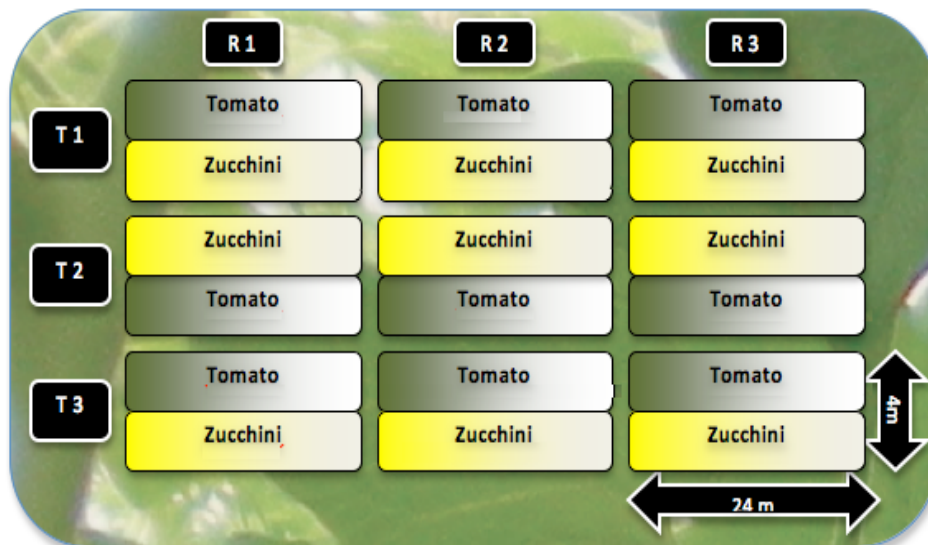 R 1 R 2 R 3
T 1
Tomato Tomato Tomato
Zucchini Zucchini Zucchini
T 2
Zucchini Zucchini Zucchini
Tomato Tomato Tomato
T 3
Tomato Tomato Tomato
Zucchini Zucchini Zucchini
4m
24 m